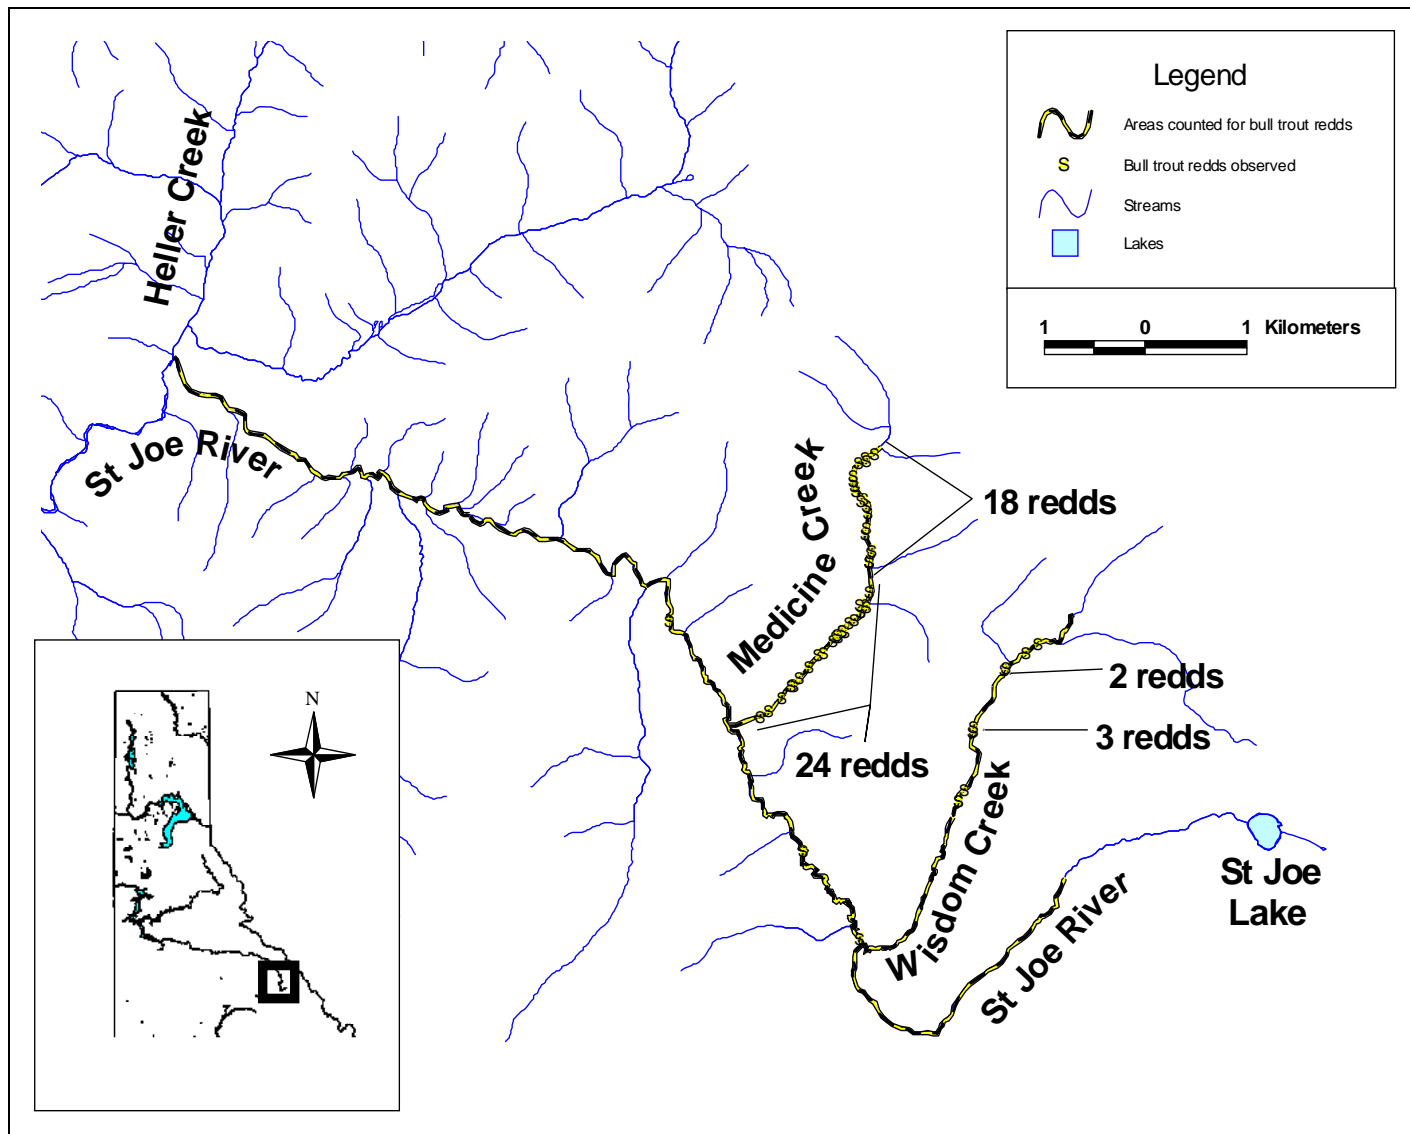 Legend
Areas counted for bull trout redds
S
Bull trout redds observed
Streams
Lakes
1 0 1 Kilometers
Heller Creek
St Joe River
Medicine Creek
18 redds
2 redds
3 redds
24 redds
Wisdom Creek
St Joe River
St Joe
Lake
N